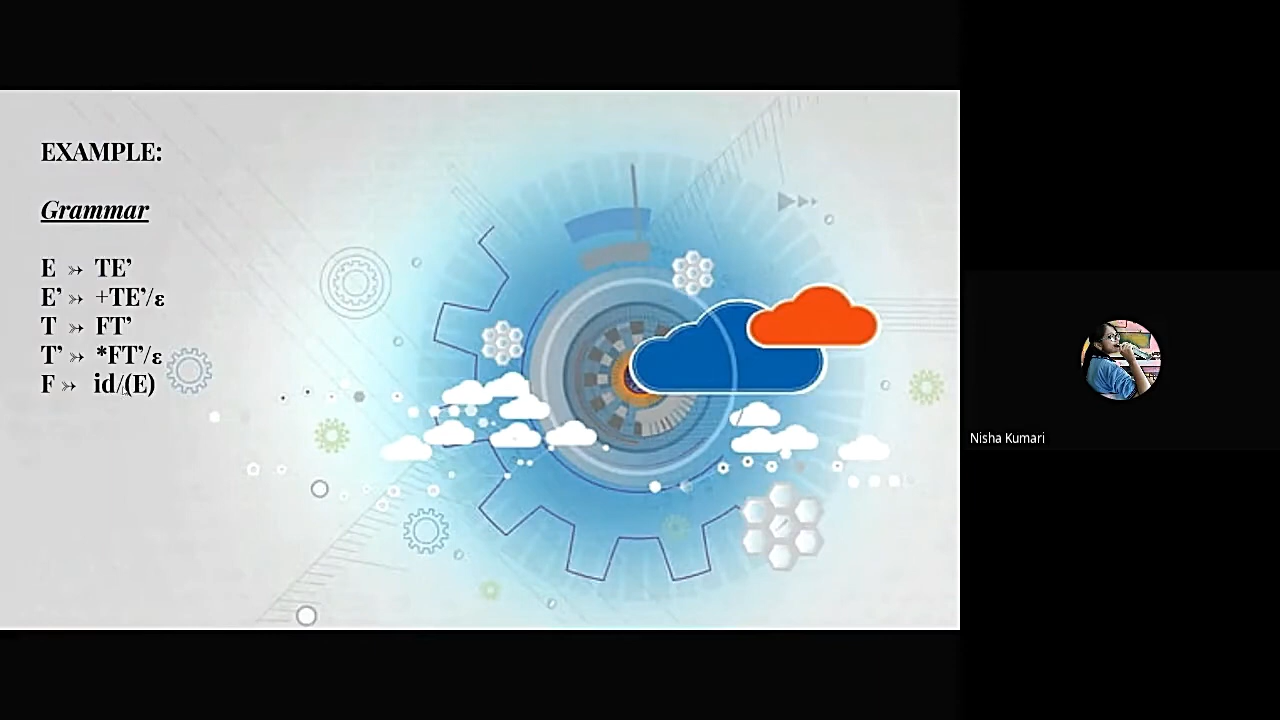 EXAMPLE:
Grammar
E ↣ TE’
E’ ↣ +TE’/ε
T ↣ FT’
T’ ↣ *FT’/ε
F ↣ id/(E)
Nisha Kumari